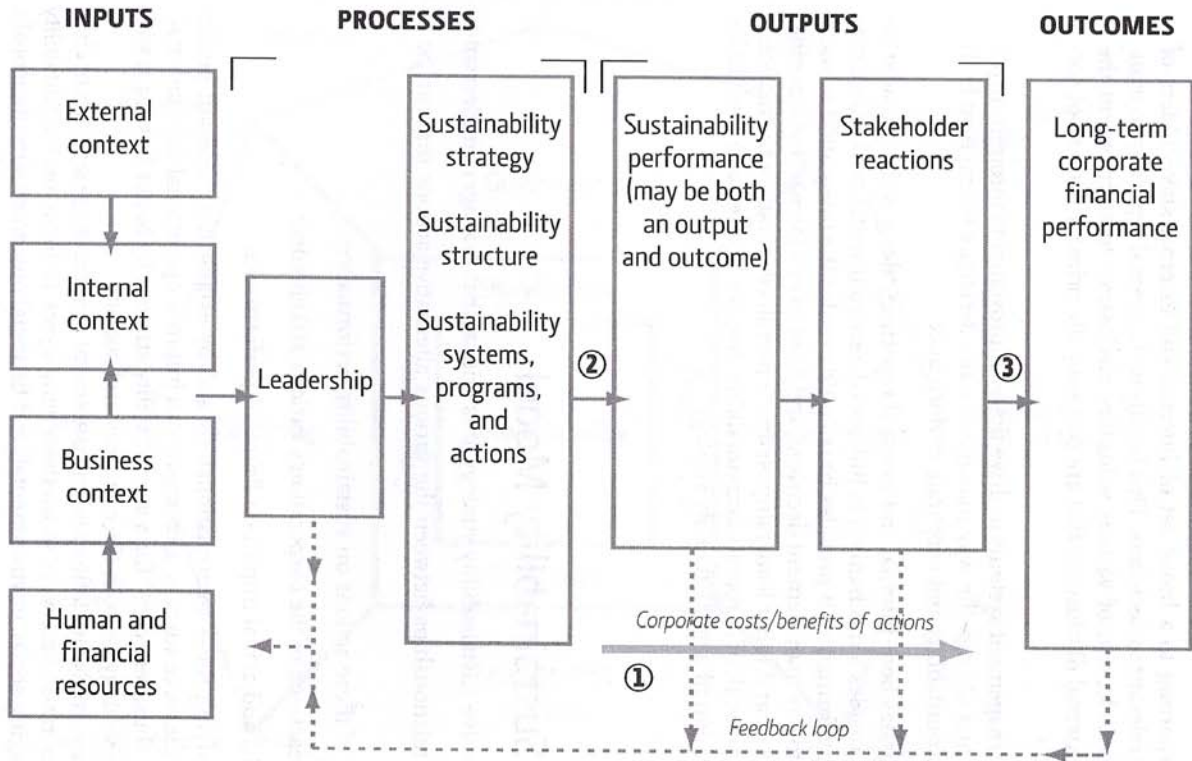 INPUTS
PROCESSES
OUTPUTS
OUTCOMES
External
context
Internal
context
Business
context
Human and
financial
resources
Leadership
Sustainability
strategy
Sustainability
structure
Sustainability
systems,
programs,
and
actions
②
Sustainability
performance
(may be both
an output
and outcome)
Stakeholder
reactions
③
Long-term
corporate
financial
performance
Corporate costs/benefits of actions
①
Feedback loop